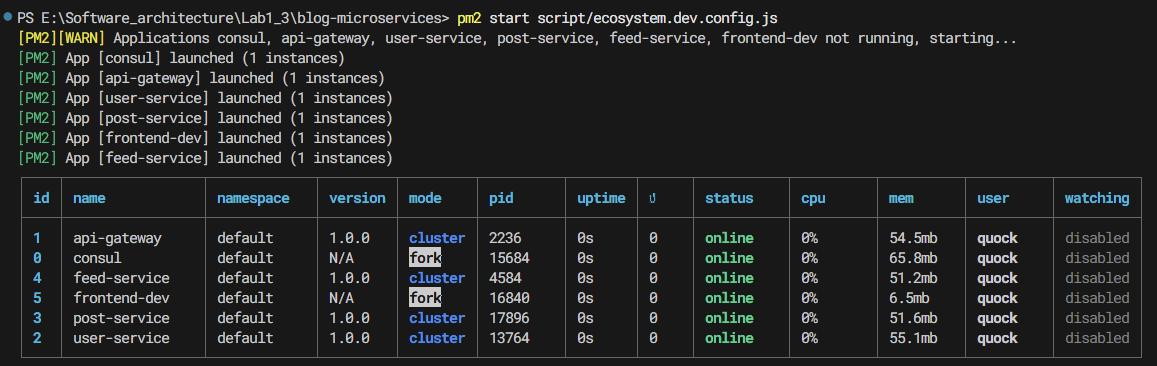 PS E:\Software_architecture\Lab1_3\blog-microservices> pm2 start script/ecosystem.dev.config.js
[PM2][WARN] Applications consul, api-gateway, user-service, post-service, feed-service, frontend-dev not running, starting...
[PM2] App [consul] launched (1 instances)
[PM2] App [api-gateway] launched (1 instances)
[PM2] App [user-service] launched (1 instances)
[PM2] App [post-service] launched (1 instances)
[PM2] App [frontend-dev] launched (1 instances)
[PM2] App [feed-service] launched (1 instances)
id name namespace version mode pid uptime ↺ status cpu mem user watching
1 api-gateway default 1.0.0 cluster 2236 0s 0 online 0% 54.5mb quock disabled
0 consul default N/A fork 15684 0s 0 online 0% 65.8mb quock disabled
4 feed-service default 1.0.0 cluster 4584 0s 0 online 0% 51.2mb quock disabled
5 frontend-dev default N/A fork 16840 0s 0 online 0% 6.5mb quock disabled
3 post-service default 1.0.0 cluster 17896 0s 0 online 0% 51.6mb quock disabled
2 user-service default 1.0.0 cluster 13764 0s 0 online 0% 55.1mb quock disabled